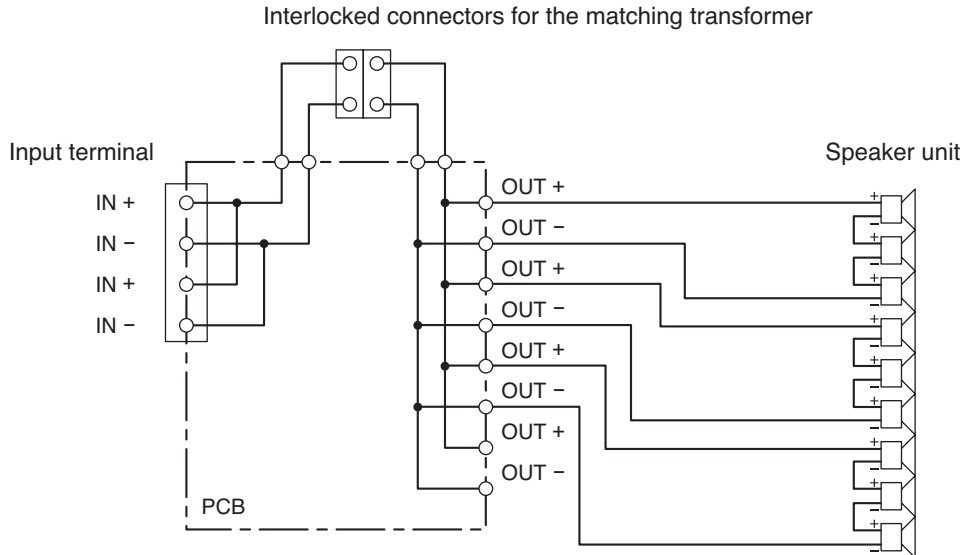 Interlocked connectors for the matching transformer
Input terminal
Speaker unit
IN +
IN −
IN +
IN −
OUT +
OUT −
OUT +
OUT −
OUT +
OUT −
OUT +
OUT −
PCB
+
−
+
−
+
−
+
−
+
−
+
−
+
−
+
−
+
−